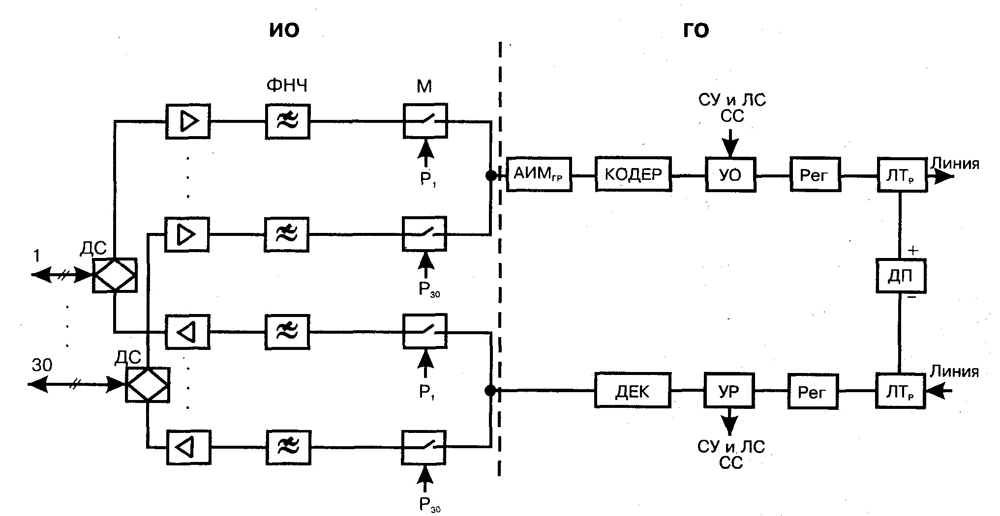 ИО
ГО
ФНЧ
М
СУ и ЛС
СС
Р₁
АИМГР
КОДЕР
УО
Рег
ЛТР
Линия
ДС
1
+
ДП
−
Р₃₀
ДС
30
Р₁
ДЕК
УР
Рег
ЛТР
Линия
СУ и ЛС
СС
Р₃₀